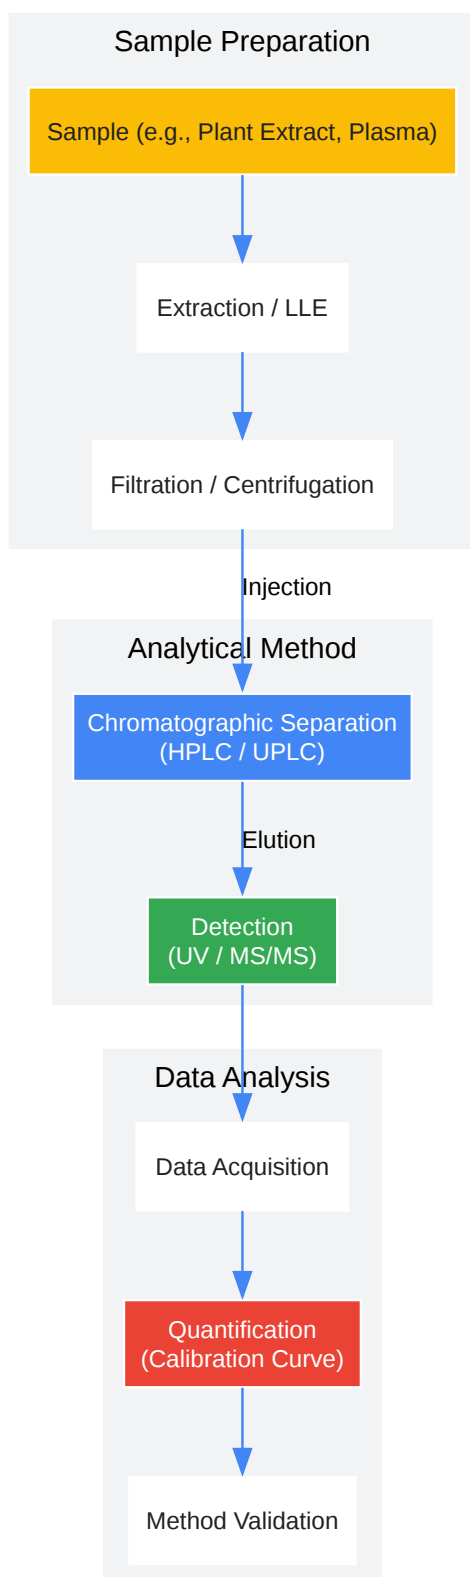 Sample Preparation
Sample (e.g., Plant Extract, Plasma)
Extraction / LLE
Filtration / Centrifugation
Injection
Analytical Method
Chromatographic Separation
(HPLC / UPLC)
Elution
Detection
(UV / MS/MS)
Data Analysis
Data Acquisition
Quantification
(Calibration Curve)
Method Validation